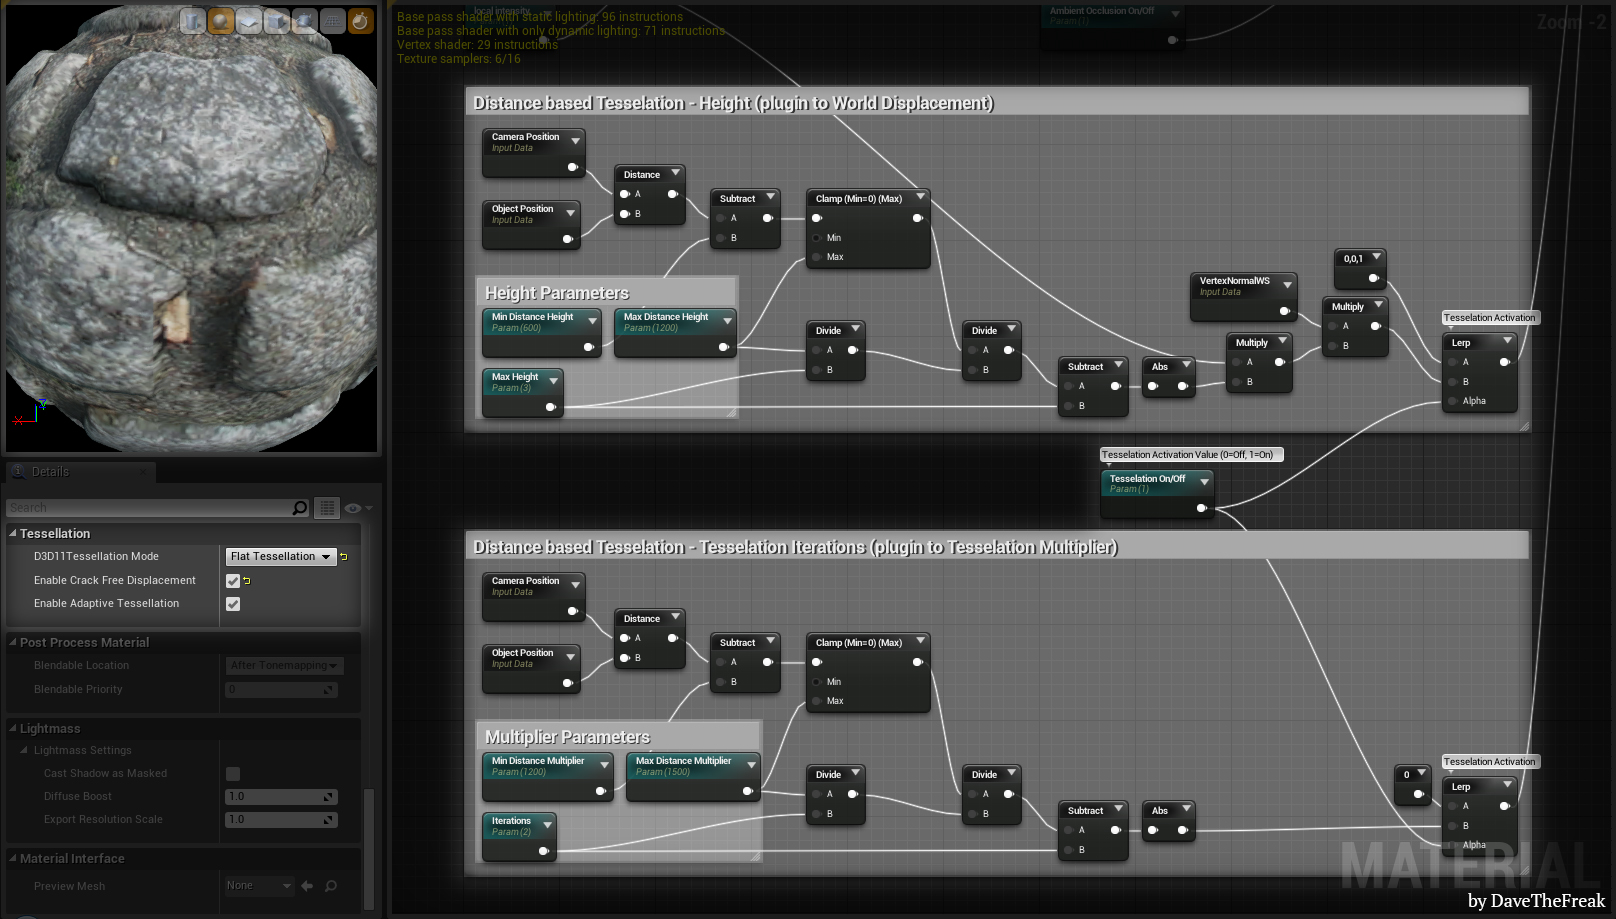 local intensity
Base pass shader with static lighting: 96 instructions
Base pass shader with only dynamic lighting: 71 instructions
Vertex shader: 29 instructions
Texture samplers: 6/16
Ambient Occlusion On/Off
Param (1)
Zoom -2
Distance based Tesselation - Height (plugin to World Displacement)
Camera Position
Input Data
Object Position
Input Data
Distance
A
B
Subtract
A
B
Clamp (Min=0) (Max)
Min
Max
Height Parameters
Min Distance Height
Param (600)
Max Distance Height
Param (1200)
Max Height
Param (3)
Divide
A
B
Divide
A
B
Subtract
A
B
Abs
VertexNormalWS
Input Data
Multiply
A
B
0,0,1
Multiply
A
B
Tesselation Activation
Lerp
A
B
Alpha
Tesselation Activation Value (0=Off, 1=On)
Tesselation On/Off
Param (1)
Distance based Tesselation - Tesselation Iterations (plugin to Tesselation Multiplier)
Camera Position
Input Data
Object Position
Input Data
Distance
A
B
Subtract
A
B
Clamp (Min=0) (Max)
Min
Max
Multiplier Parameters
Min Distance Multiplier
Param (1200)
Max Distance Multiplier
Param (1500)
Iterations
Param (2)
Divide
A
B
Divide
A
B
Subtract
A
B
Abs
0
Tesselation Activation
Lerp
A
B
Alpha
MATERIAL
by DaveTheFreak
X
Y
Details
Search
Tessellation
D3D11Tessellation Mode
Flat Tessellation
Enable Crack Free Displacement
Enable Adaptive Tessellation
Post Process Material
Blendable Location
After Tonemapping
Blendable Priority
0
Lightmass
Lightmass Settings
Cast Shadow as Masked
Diffuse Boost
1.0
Export Resolution Scale
1.0
Material Interface
Preview Mesh
None